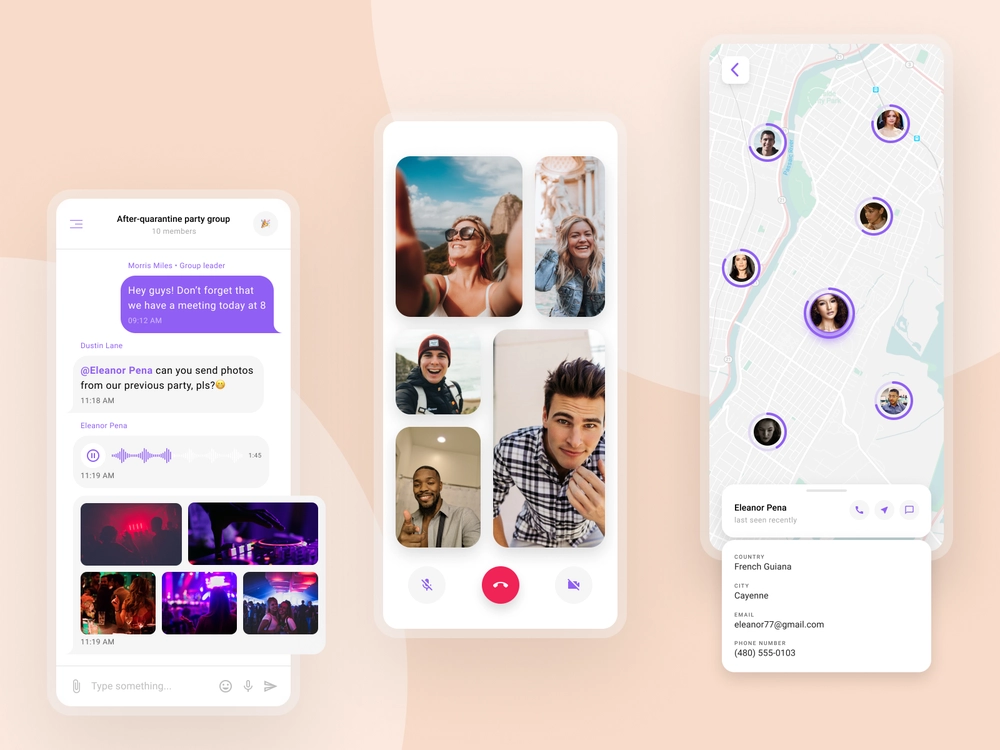 After-quarantine party group
10 members
Morris Miles • Group leader
Hey guys! Don't forget that
we have a meeting today at 8
09:12 AM
Dustin Lane
@Eleanor Pena can you send photos
from our previous party, pls?😋
11:18 AM
Eleanor Pena
1:45
11:19 AM
11:19 AM
Type something...
Passaic River
Eleanor Pena
last seen recently
COUNTRY
French Guiana
CITY
Cayenne
EMAIL
eleanor77@gmail.com
PHONE NUMBER
(480) 555-0103